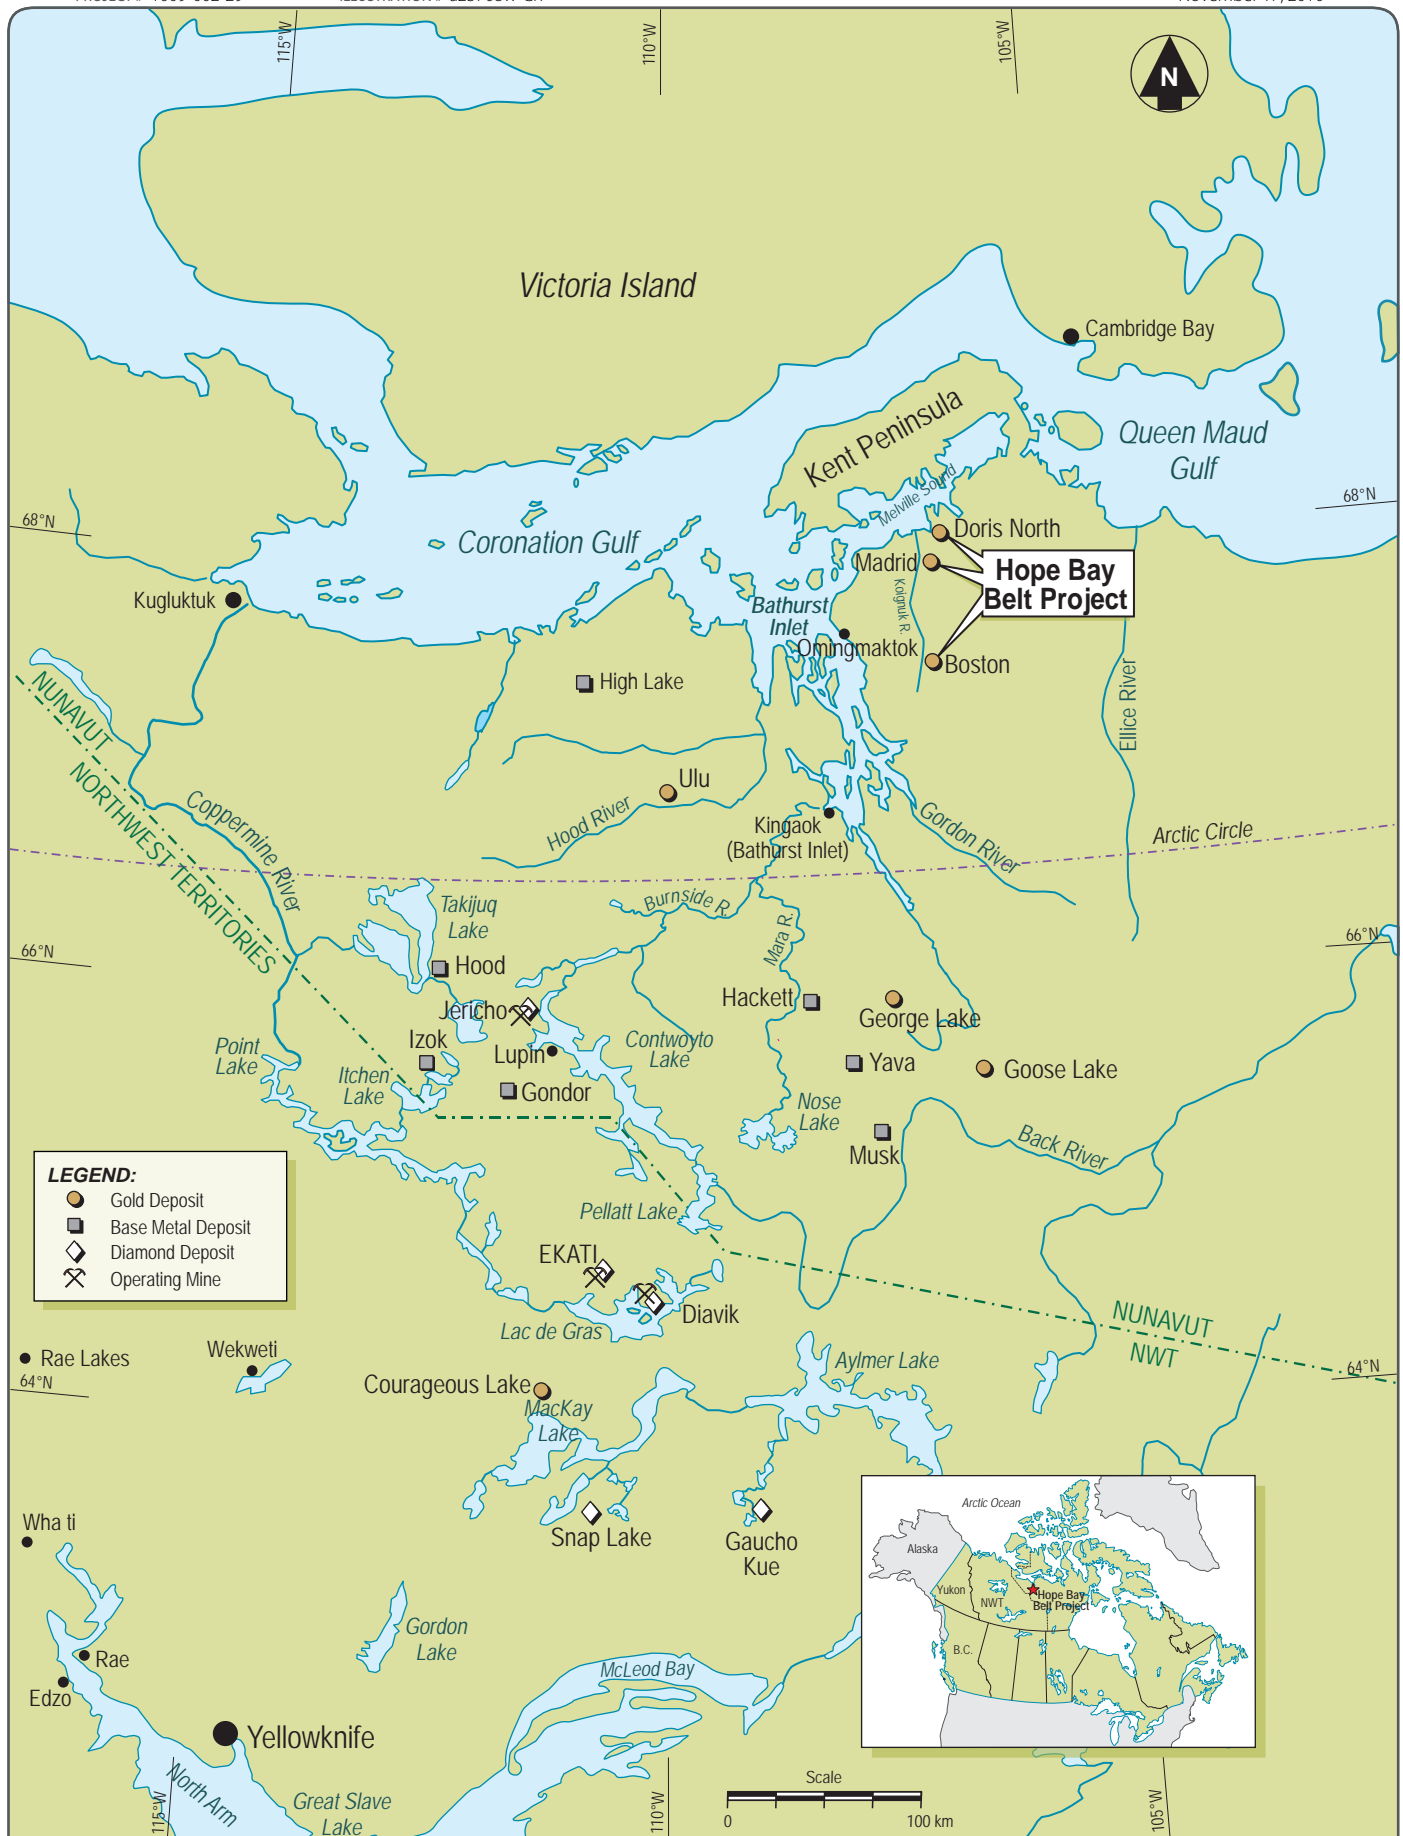 115°W
110°W
105°W
N
Victoria Island
Cambridge Bay
Kent Peninsula
Queen Maud
Gulf
Melville Sound
68°N
68°N
Coronation Gulf
Doris North
Madrid
Hope Bay
Belt Project
Koignuk R.
Kugluktuk
Bathurst
Inlet
Omingmaktok
Boston
High Lake
Ellice River
NUNAVUT
NORTHWEST TERRITORIES
Ulu
Coppermine River
Hood River
Kingaok
(Bathurst Inlet)
Gordon River
Arctic Circle
Takijuq
Lake
Burnside R.
Mara R.
66°N
66°N
Hood
Hackett
George Lake
Jericho
Izok
Lupin
Contwoyto
Lake
Point
Lake
Itchen
Lake
Yava
Goose Lake
Gondor
Nose
Lake
Musk
Back River
LEGEND:
Gold Deposit
Base Metal Deposit
Diamond Deposit
Operating Mine
Pellatt Lake
EKATI
Diavik
Lac de Gras
NUNAVUT
NWT
Rae Lakes
Wekweti
64°N
64°N
Aylmer Lake
Courageous Lake
MacKay
Lake
Snap Lake
Gaucho
Kue
Wha ti
Arctic Ocean
Alaska
Yukon
NWT
Hope Bay
Belt Project
B.C.
Gordon
Lake
Rae
Edzo
McLeod Bay
Yellowknife
North Arm
Great Slave
Lake
Scale
0
100 km
115°W
110°W
105°W